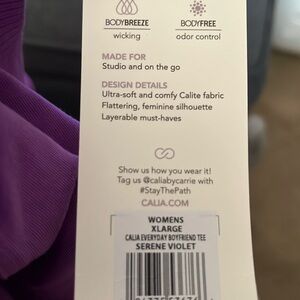 BODYBREEZE BODYFREE
wicking odor control
MADE FOR
Studio and on the go
DESIGN DETAILS
Ultra-soft and comfy Calite fabric
Flattering, feminine silhouette
Layerable must-haves
Show us how you wear it!
Tag us @caliabycarrie with
#StayThePath
CALIA.COM
WOMENS
XLARGE
CALIA EVERYDAY BOYFRIEND TEE
SERENE VIOLET